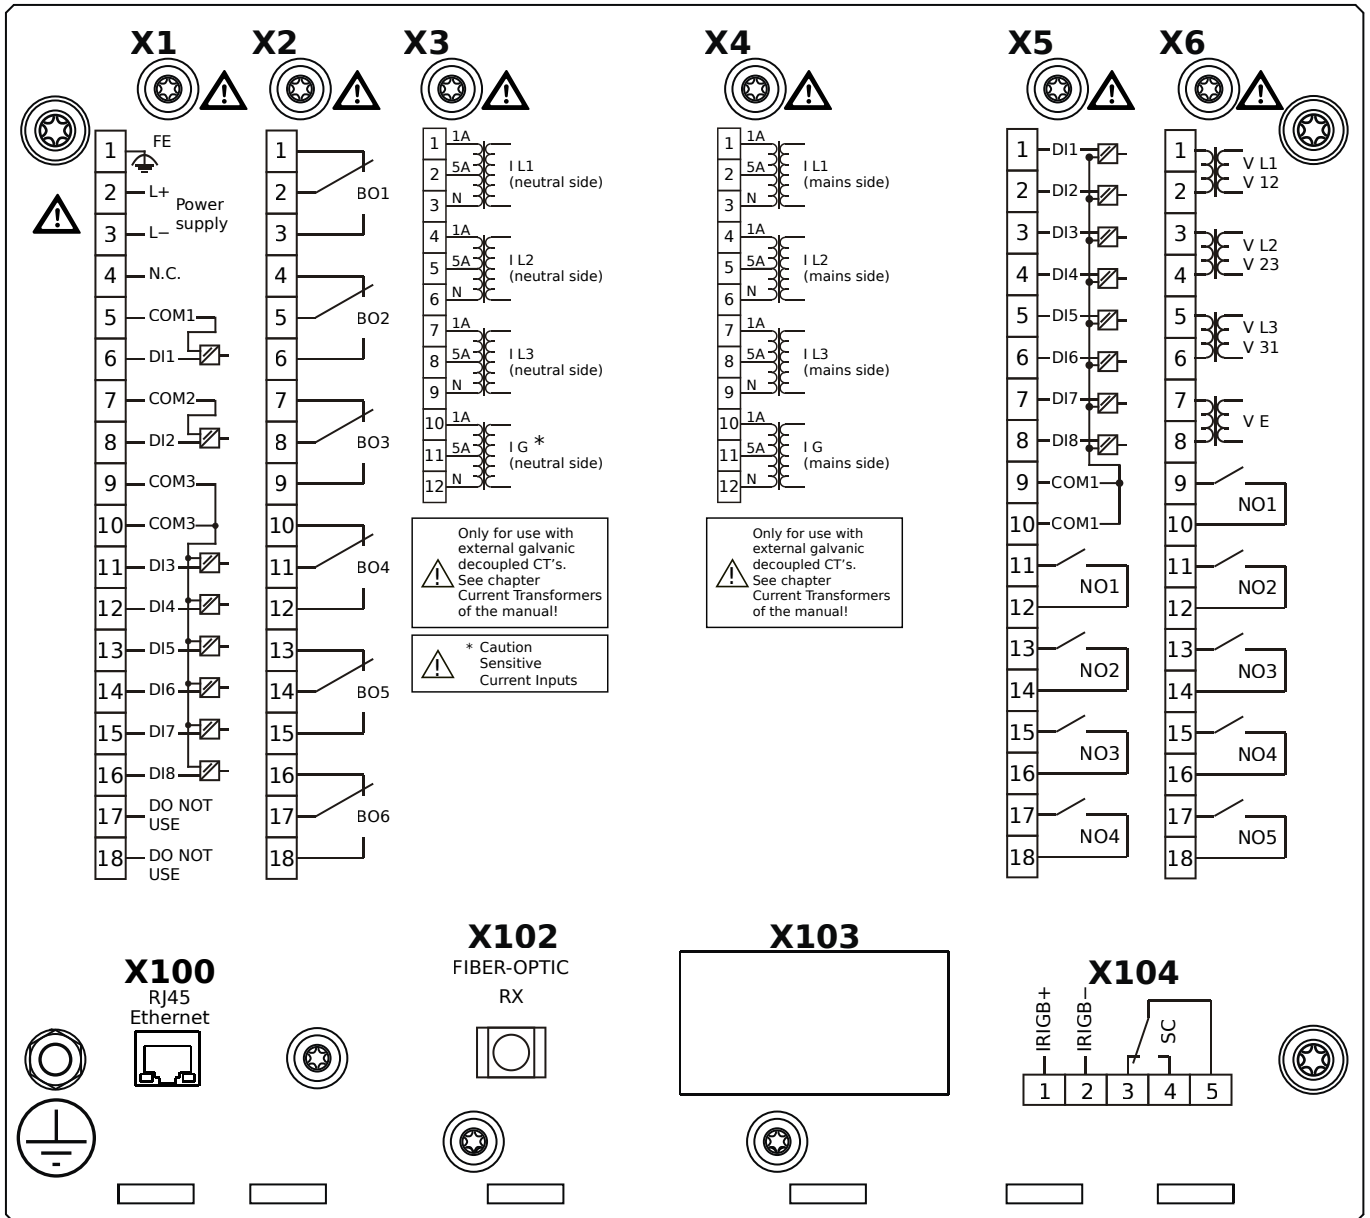 X1
X2
X3
X4
X5
X6
1 FE
2 L+
Power
supply
3 L−
4 N.C.
5 COM1
6 DI1
7 COM2
8 DI2
9 COM3
10 COM3
11 DI3
12 DI4
13 DI5
14 DI6
15 DI7
16 DI8
17 DO NOT
USE
18 DO NOT
USE
1
2 BO1
3
4
5 BO2
6
7
8 BO3
9
10
11 BO4
12
13
14 BO5
15
16
17 BO6
18
1 1A
2 5A
3 N
I L1
(neutral side)
4 1A
5 5A
6 N
I L2
(neutral side)
7 1A
8 5A
9 N
I L3
(neutral side)
10 1A
11 5A
12 N
I G *
(neutral side)
Only for use with
external galvanic
decoupled CT’s.
See chapter
Current Transformers
of the manual!
* Caution
Sensitive
Current Inputs
1 1A
2 5A
3 N
I L1
(mains side)
4 1A
5 5A
6 N
I L2
(mains side)
7 1A
8 5A
9 N
I L3
(mains side)
10 1A
11 5A
12 N
I G
(mains side)
Only for use with
external galvanic
decoupled CT’s.
See chapter
Current Transformers
of the manual!
1 DI1
2 DI2
3 DI3
4 DI4
5 DI5
6 DI6
7 DI7
8 DI8
9 COM1
10 COM1
11
NO1
12
13
NO2
14
15
NO3
16
17
NO4
18
1
V L1
V 12
2
3
V L2
V 23
4
5
V L3
V 31
6
7
V E
8
9
NO1
10
11
NO2
12
13
NO3
14
15
NO4
16
17
NO5
18
X100
RJ45
Ethernet
X102
FIBER-OPTIC
RX
X103
X104
IRIGB+
IRIGB−
SC
1 2 3 4 5